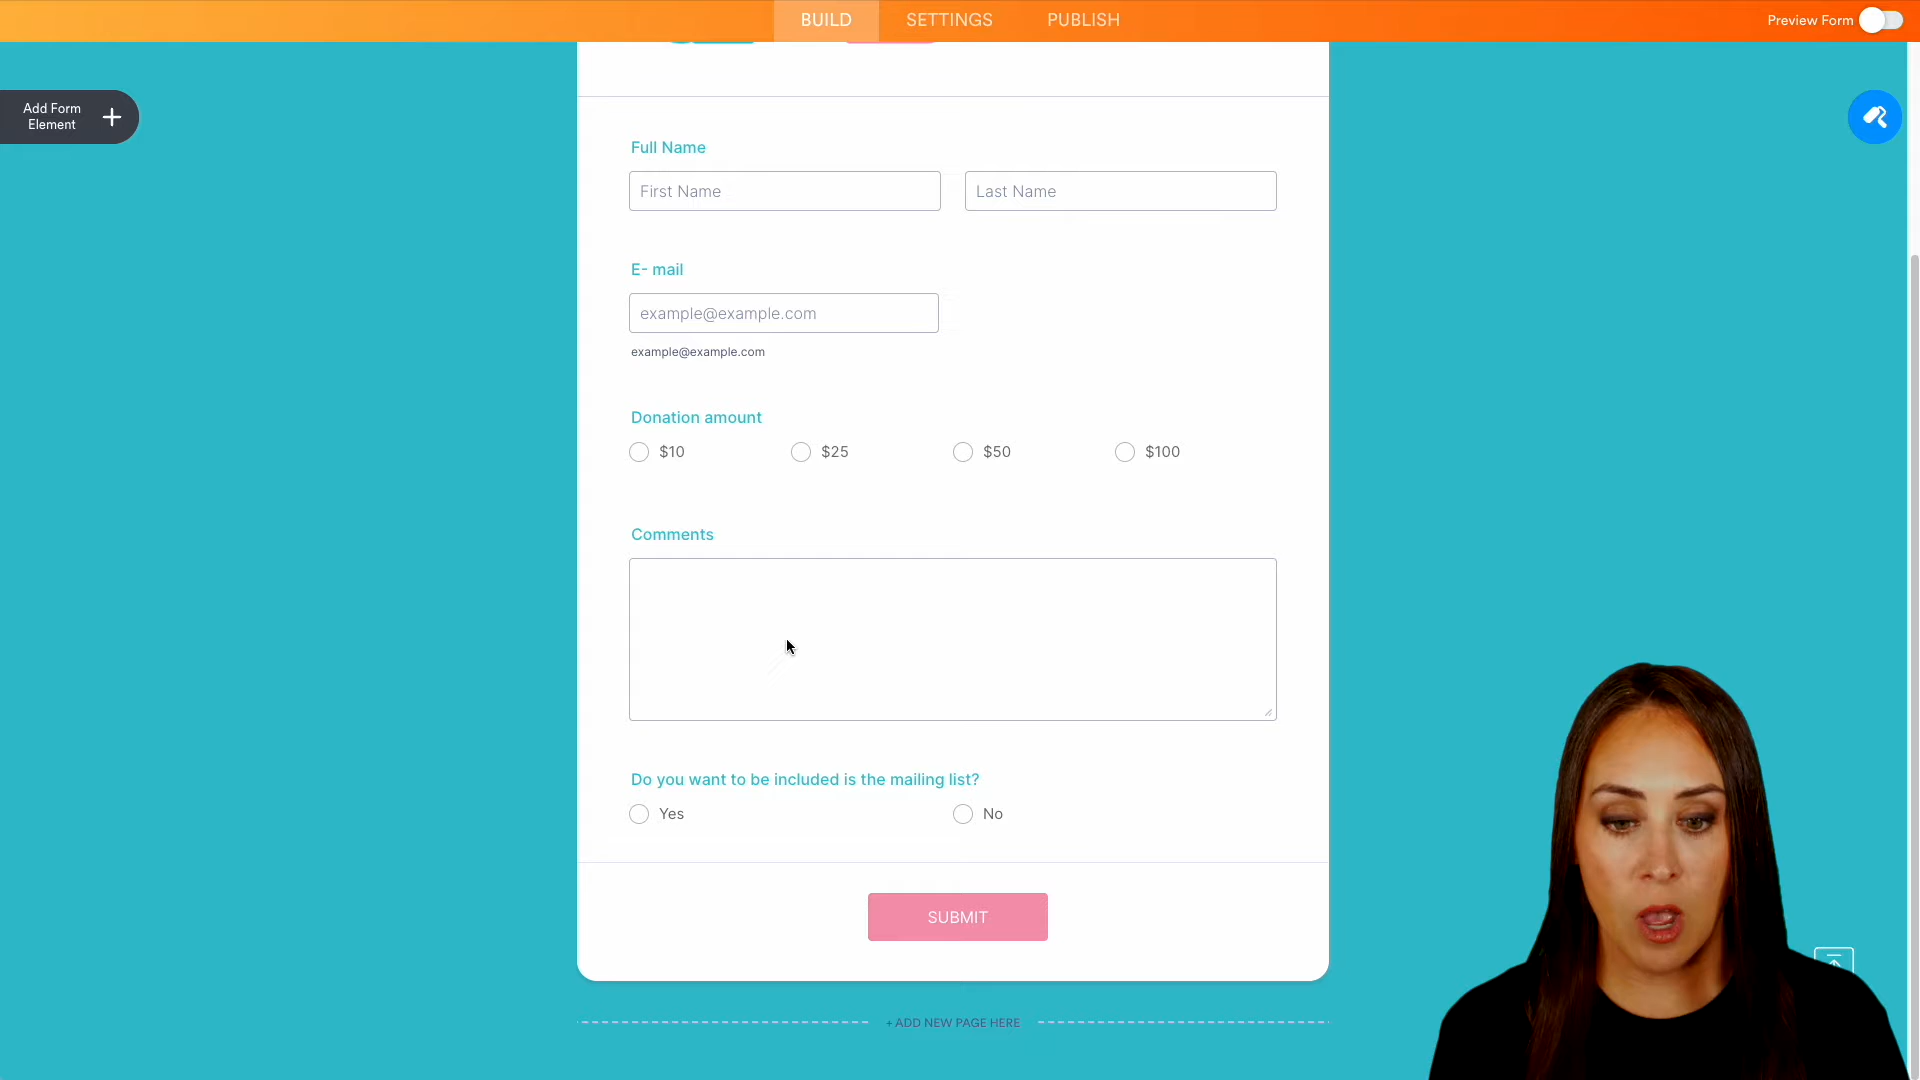 BUILD
SETTINGS
PUBLISH
Preview Form
Add Form
Element
Full Name
First Name
Last Name
E- mail
example@example.com
example@example.com
Donation amount
$10
$25
$50
$100
Comments
Do you want to be included is the mailing list?
Yes
No
SUBMIT
+ ADD NEW PAGE HERE